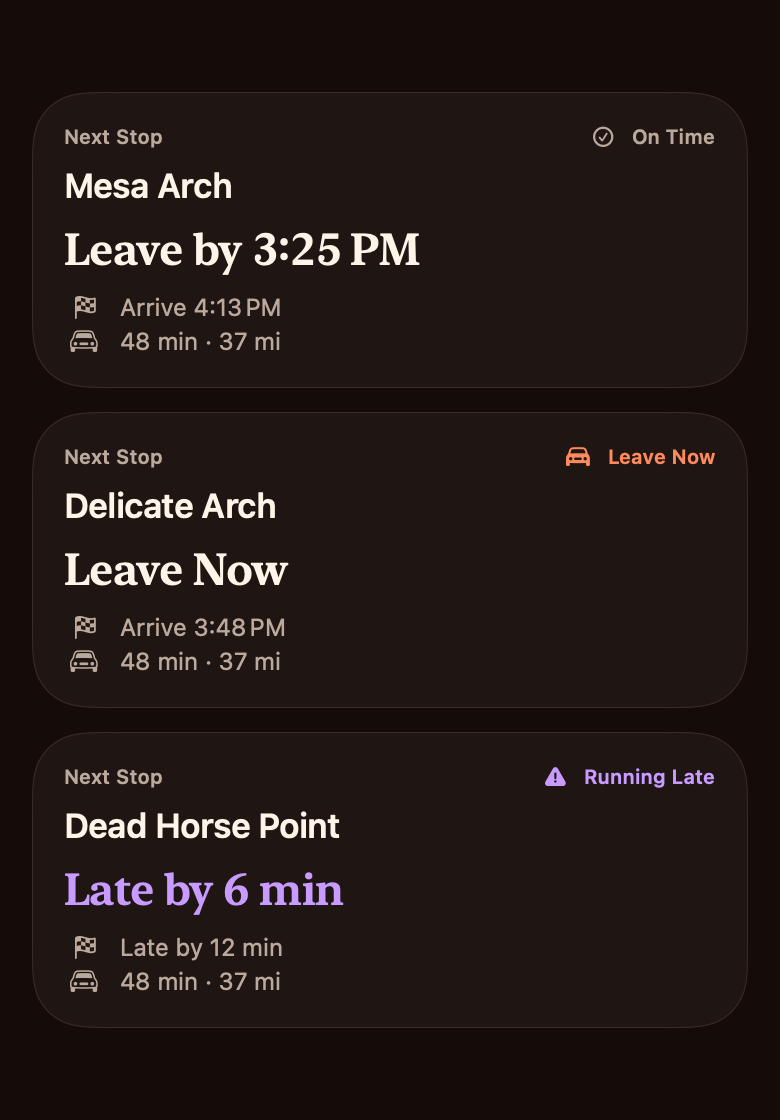 Next Stop
On Time
Mesa Arch
Leave by 3:25 PM
Arrive 4:13 PM
48 min · 37 mi
Next Stop
Leave Now
Delicate Arch
Leave Now
Arrive 3:48 PM
48 min · 37 mi
Next Stop
Running Late
Dead Horse Point
Late by 6 min
Late by 12 min
48 min · 37 mi